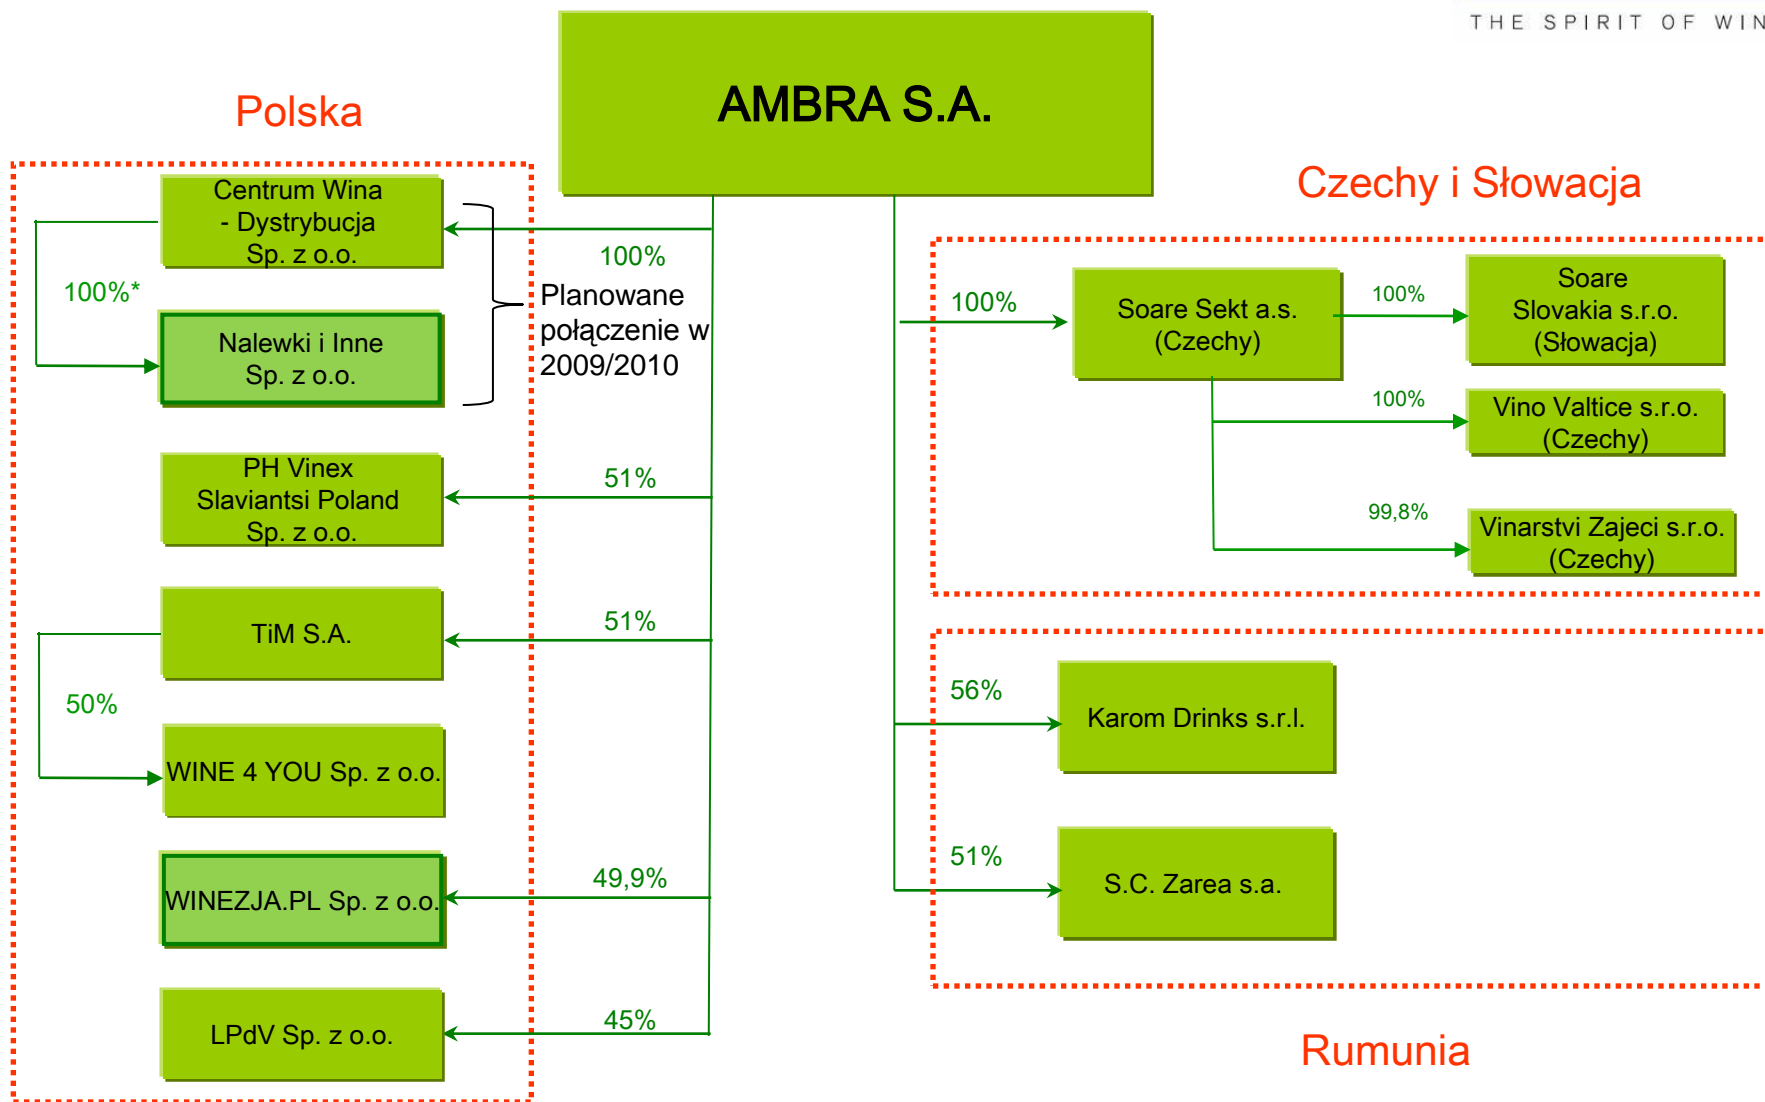 THE SPIRIT OF WIN
AMBRA S.A.
Polska
Centrum Wina
- Dystrybucja
Sp. z o.o.
100%
100%*
Planowane
połączenie w
2009/2010
Nalewki i Inne
Sp. z o.o.
PH Vinex
Slaviantsi Poland
Sp. z o.o.
51%
TiM S.A.
51%
50%
WINE 4 YOU Sp. z o.o.
WINEZJA.PL Sp. z o.o.
49,9%
LPdV Sp. z o.o.
45%
Czechy i Słowacja
100%
Soare Sekt a.s.
(Czechy)
100%
Soare
Slovakia s.r.o.
(Słowacja)
100%
Vino Valtice s.r.o.
(Czechy)
99,8%
Vinarstvi Zajeci s.r.o.
(Czechy)
56%
Karom Drinks s.r.l.
51%
S.C. Zarea s.a.
Rumunia